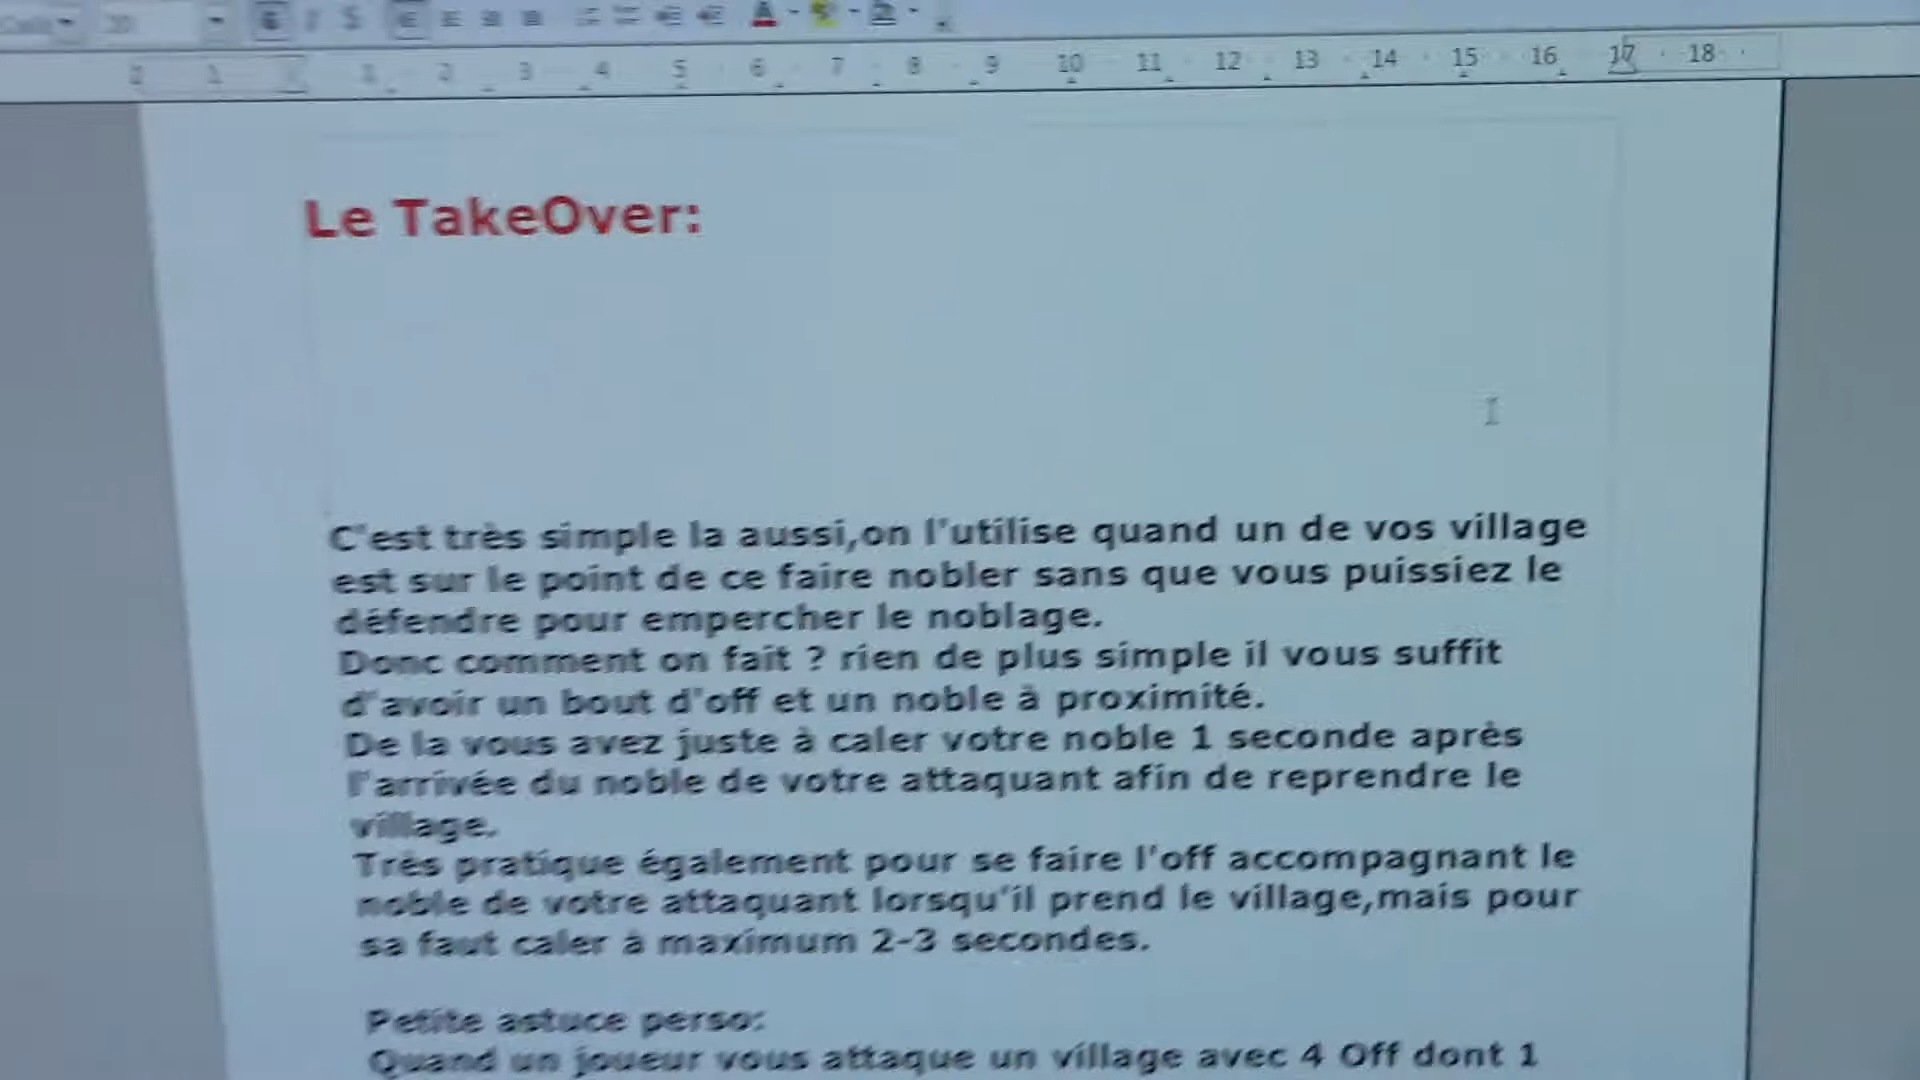 20
2 1 1 2 3 4 5 6 7 8 9 10 11 12 13 14 15 16 17 18
Le TakeOver:
C'est très simple la aussi,on l'utilise quand un de vos village
est sur le point de ce faire nobler sans que vous puissiez le
défendre pour empercher le noblage.
Donc comment on fait ? rien de plus simple il vous suffit
d'avoir un bout d'off et un noble à proximité.
De la vous avez juste à caler votre noble 1 seconde après
l'arrivée du noble de votre attaquant afin de reprendre le
village.
Très pratique également pour se faire l'off accompagnant le
noble de votre attaquant lorsqu'il prend le village,mais pour
sa faut caler à maximum 2-3 secondes.
Petite astuce perso:
Quand un joueur vous attaque un village avec 4 Off dont 1